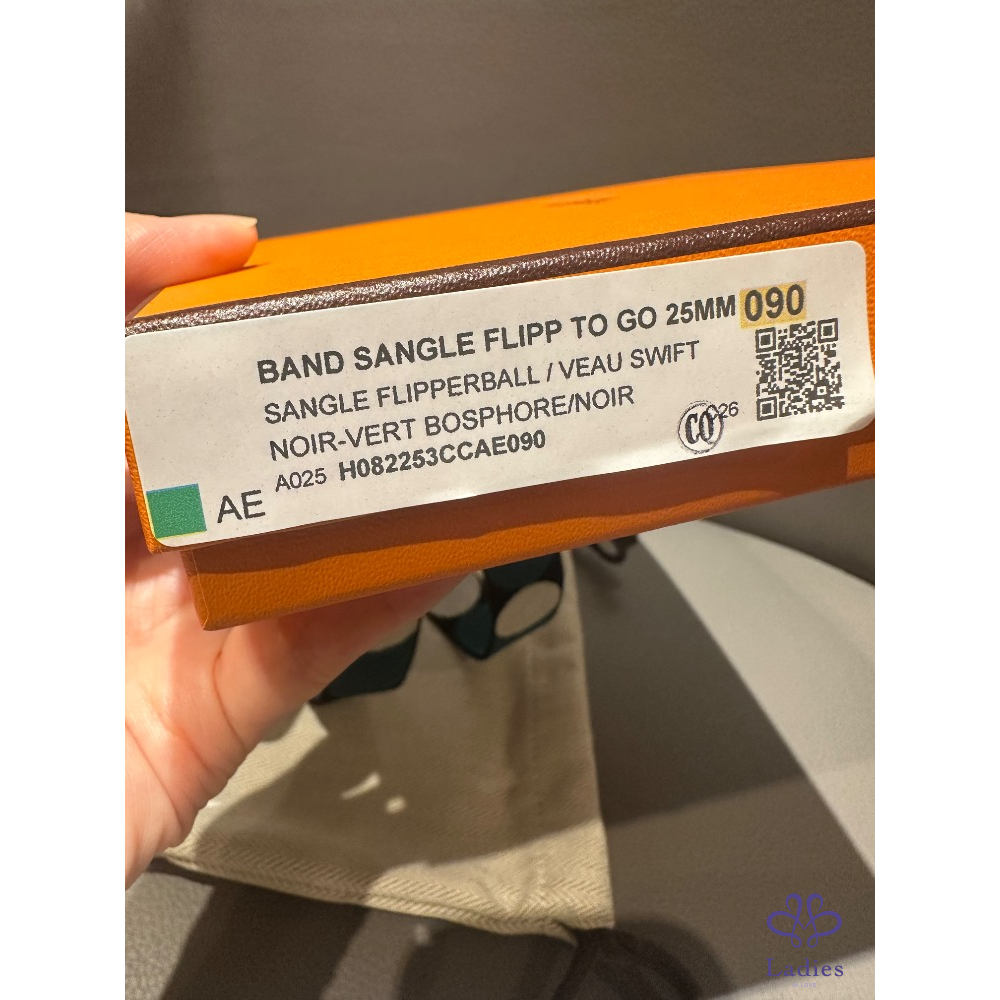 BAND SANGLE FLIPP TO GO 25MM 090
SANGLE FLIPPERBALL / VEAU SWIFT
NOIR-VERT BOSPHORE/NOIR
A025 H082253CCAE090
AE
CO
Ladies